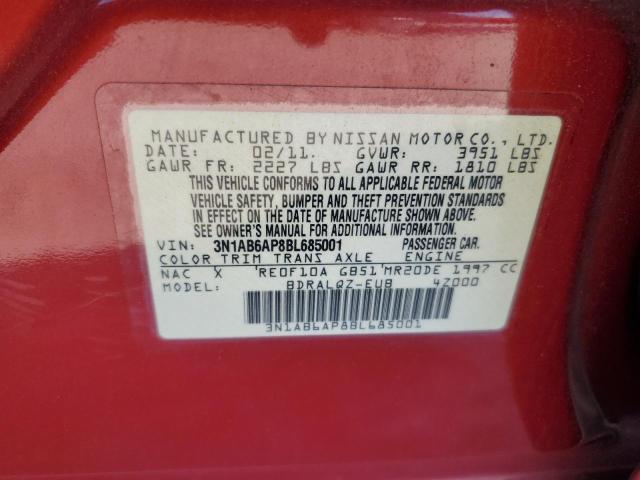 MANUFACTURED BY NISSAN MOTOR CO., LTD.
DATE: 02/11. GVWR: 3951 LBS
GAWR FR: 2227 LBS GAWR RR: 1810 LBS
THIS VEHICLE CONFORMS TO ALL APPLICABLE FEDERAL MOTOR
VEHICLE SAFETY, BUMPER AND THEFT PREVENTION STANDARDS
IN EFFECT ON THE DATE OF MANUFACTURE SHOWN ABOVE.
SEE OWNER'S MANUAL FOR ADDITIONAL INFORMATION.
VIN: 3N1AB6AP8BL685001 PASSENGER CAR.
COLOR TRIM TRANS AXLE ENGINE
NAC X 'RE0F10A GB51'MR20DE 1997 CC
MODEL: BDRALQZ-EUB 4Z000
3N1AB6AP8BL685001